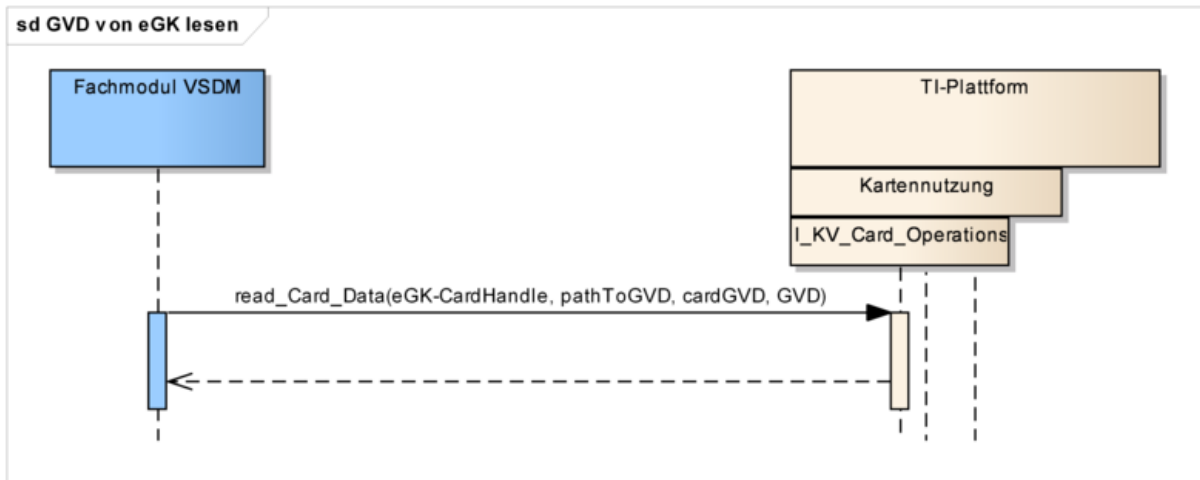 sd GVD von eGK lesen
Fachmodul VSDM
TI-Plattform
Kartennutzung
I_KV_Card_Operations
read_Card_Data(eGK-CardHandle, pathToGVD, cardGVD, GVD)